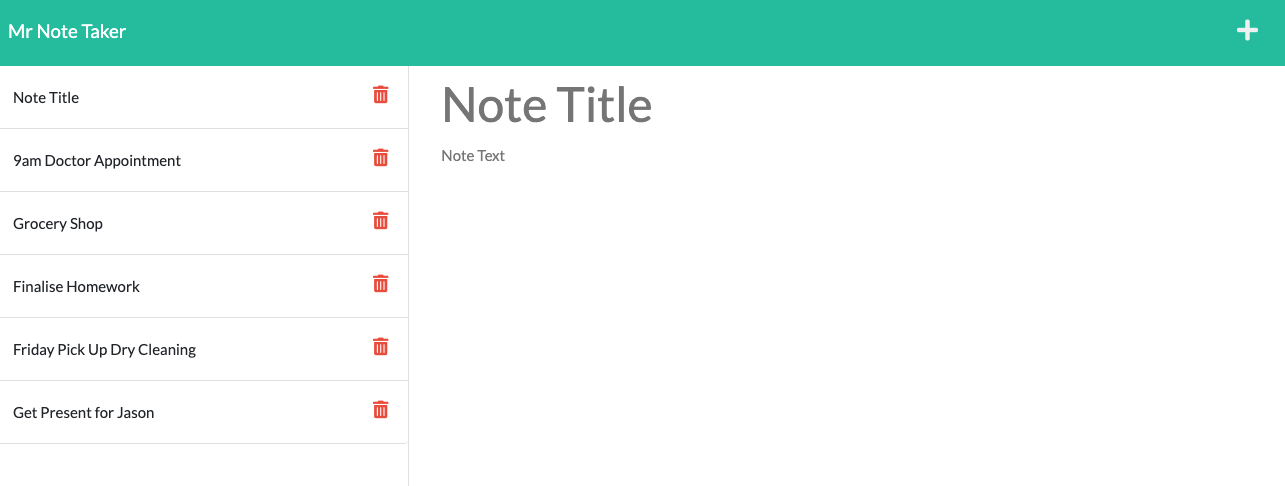 Mr Note Taker
Note Title
9am Doctor Appointment
Grocery Shop
Finalise Homework
Friday Pick Up Dry Cleaning
Get Present for Jason
Note Title
Note Text